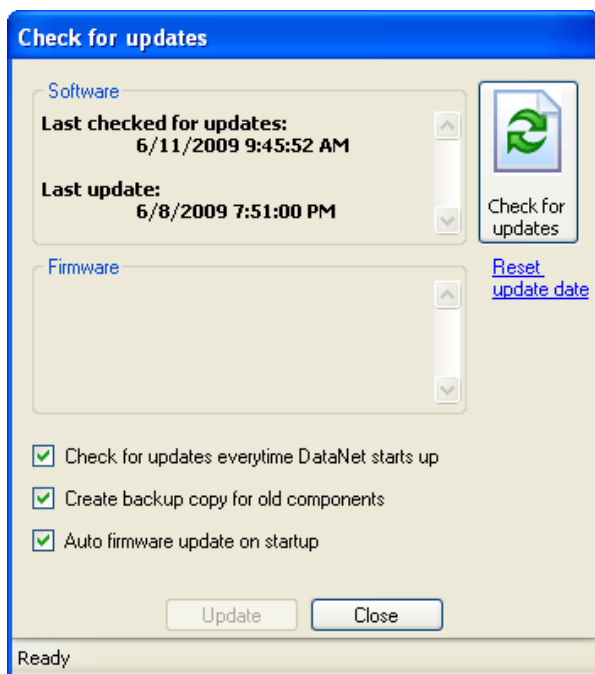 Check for updates
Software
Last checked for updates:
6/11/2009 9:45:52 AM
Last update:
6/8/2009 7:51:00 PM
Check for
updates
Reset
update date
Firmware
Check for updates everytime DataNet starts up
Create backup copy for old components
Auto firmware update on startup
Update
Close
Ready